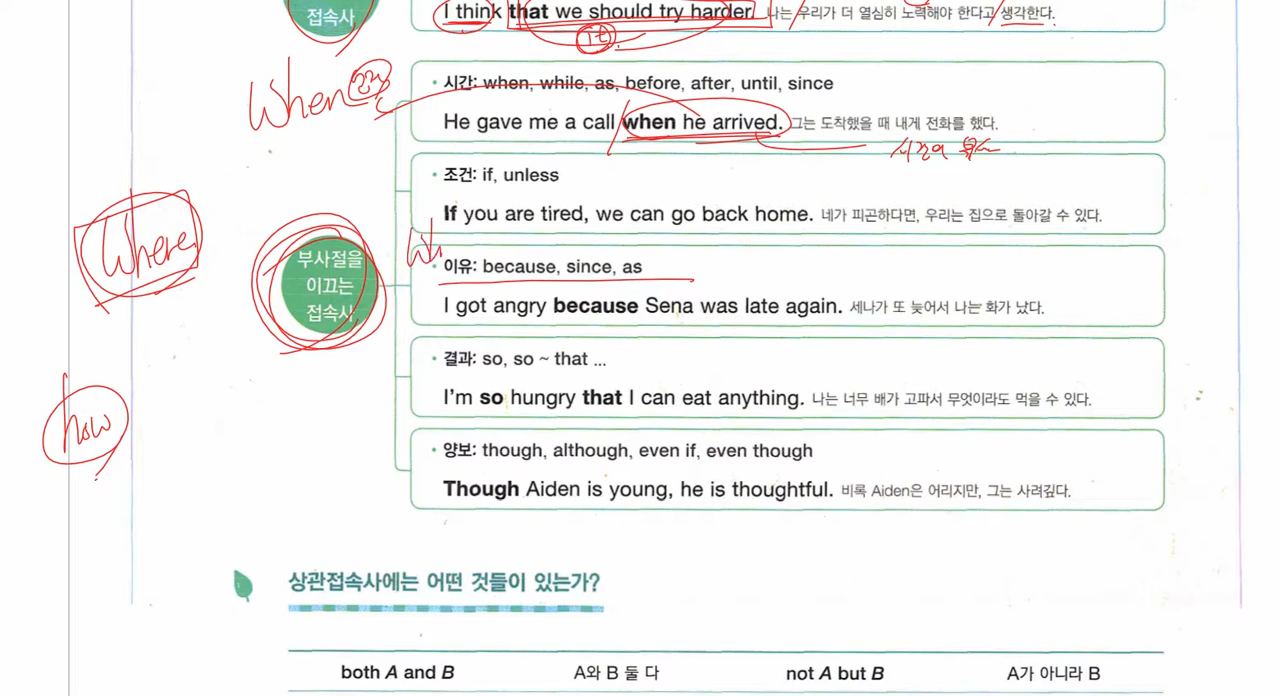 접속사
I think that we should try harder. 나는 우리가 더 열심히 노력해야 한다고 생각한다.
it
When
• 시간: when, while, as, before, after, until, since
He gave me a call when he arrived. 그는 도착했을 때 내게 전화를 했다.
• 조건: if, unless
If you are tired, we can go back home. 네가 피곤하다면, 우리는 집으로 돌아갈 수 있다.
Where
부사절을
이끄는
접속사
Wh
• 이유: because, since, as
I got angry because Sena was late again. 세나가 또 늦어서 나는 화가 났다.
• 결과: so, so ~ that ...
I'm so hungry that I can eat anything. 나는 너무 배가 고파서 무엇이라도 먹을 수 있다.
how
• 양보: though, although, even if, even though
Though Aiden is young, he is thoughtful. 비록 Aiden은 어리지만, 그는 사려깊다.
상관접속사에는 어떤 것들이 있는가?
both A and B A와 B 둘 다 not A but B A가 아니라 B